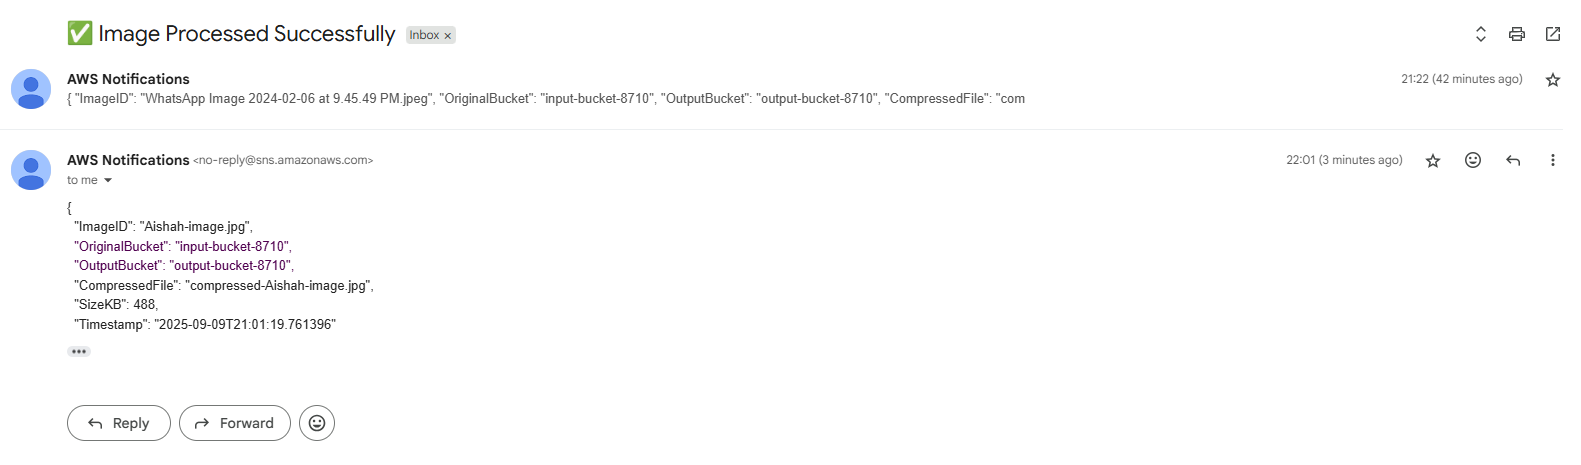 ✅ Image Processed Successfully Inbox ×
AWS Notifications 21:22 (42 minutes ago)
{ "ImageID": "WhatsApp Image 2024-02-06 at 9.45.49 PM.jpeg", "OriginalBucket": "input-bucket-8710", "OutputBucket": "output-bucket-8710", "CompressedFile": "com
AWS Notifications <no-reply@sns.amazonaws.com> 22:01 (3 minutes ago)
to me
{
"ImageID": "Aishah-image.jpg",
"OriginalBucket": "input-bucket-8710",
"OutputBucket": "output-bucket-8710",
"CompressedFile": "compressed-Aishah-image.jpg",
"SizeKB": 488,
"Timestamp": "2025-09-09T21:01:19.761396"
Reply Forward